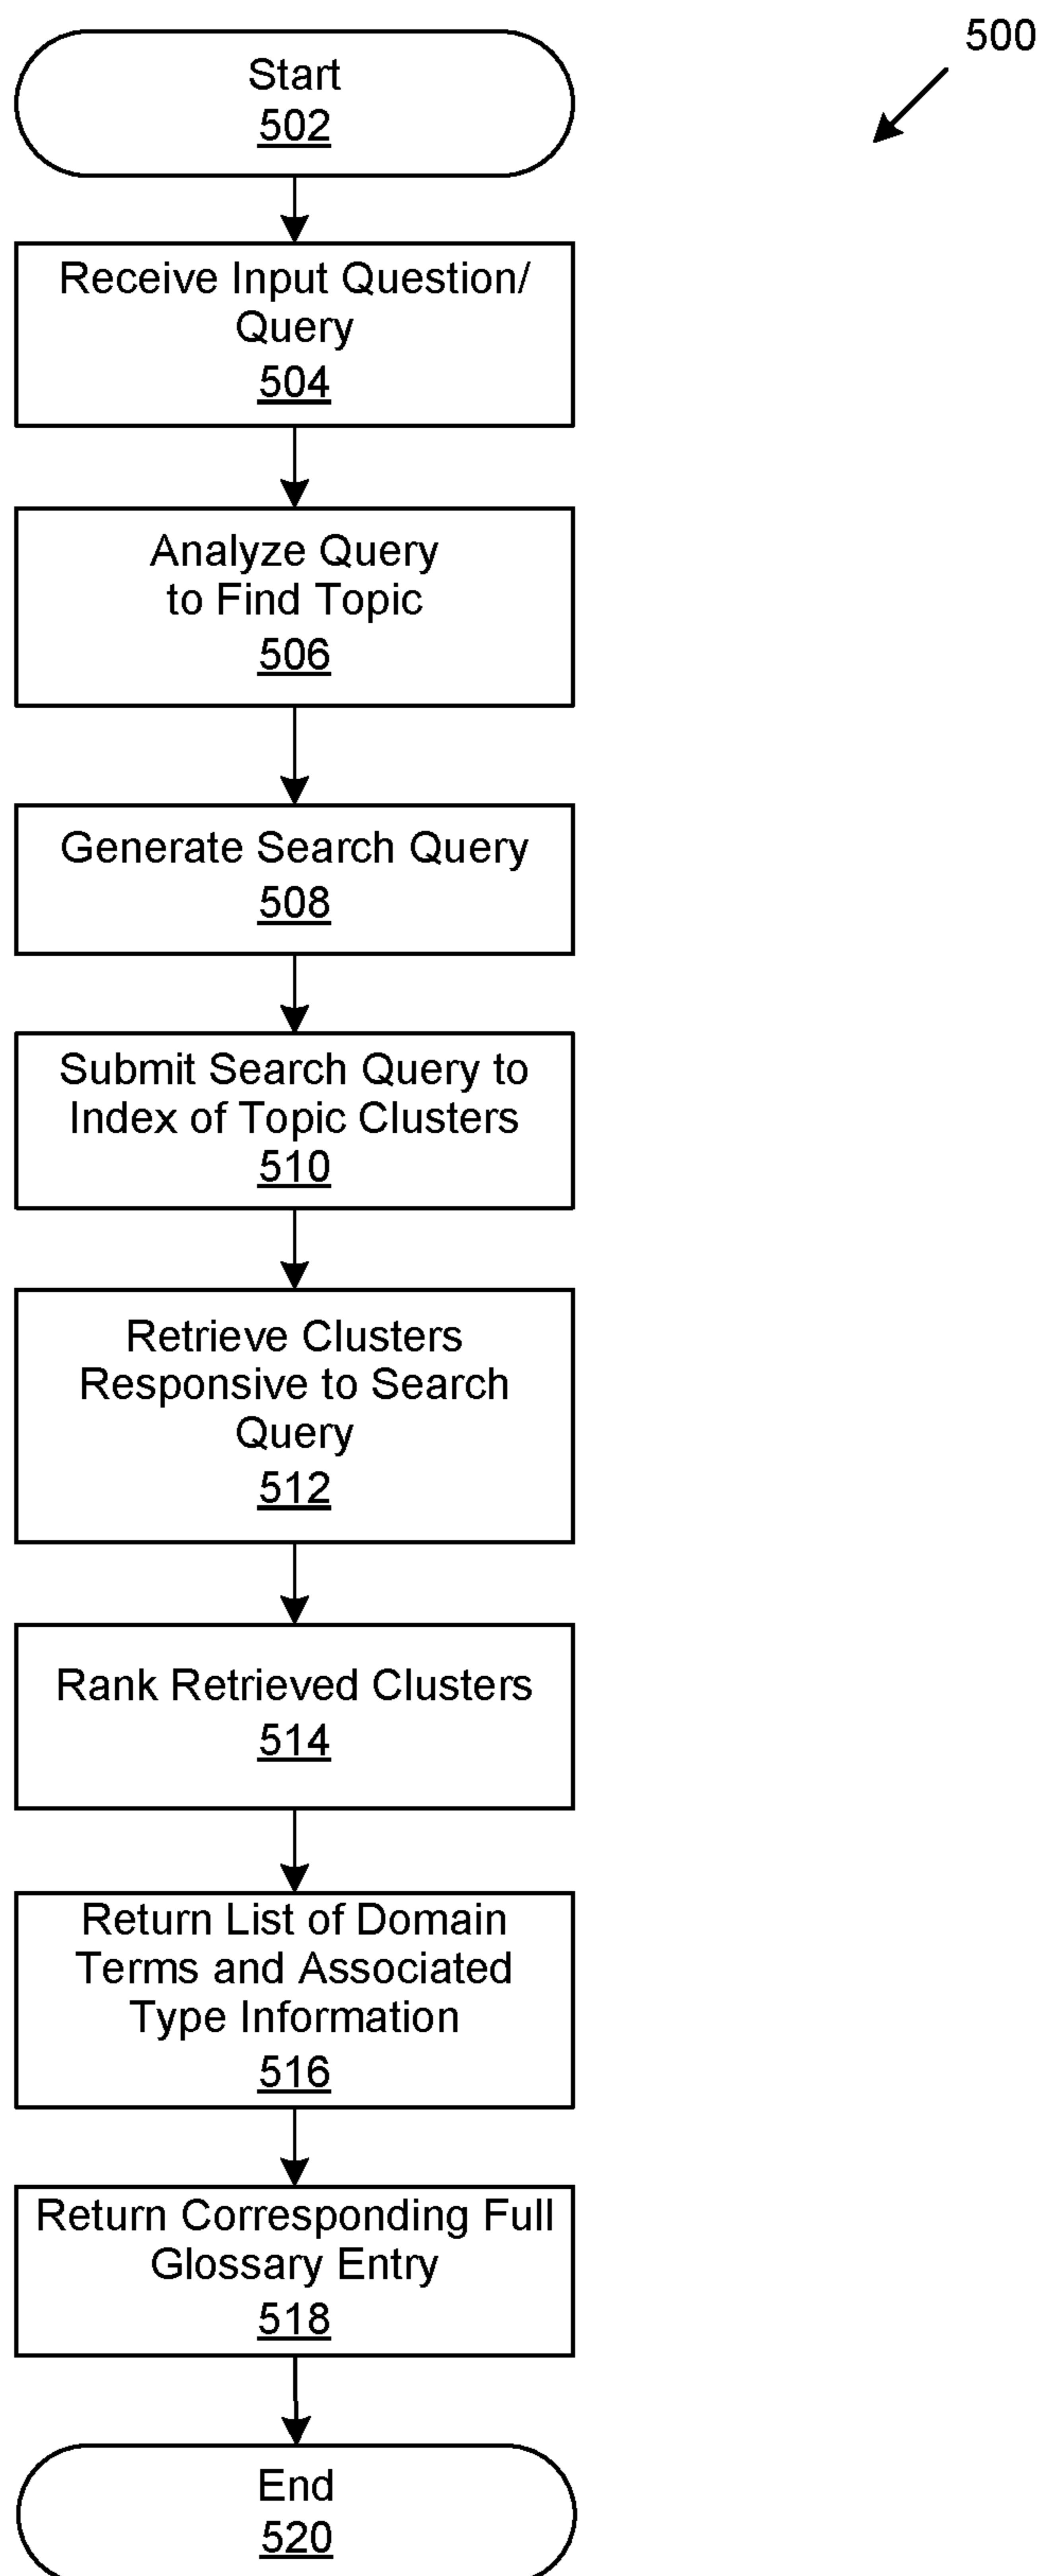 500
Start
502
Receive Input Question/
Query
504
Analyze Query
to Find Topic
506
Generate Search Query
508
Submit Search Query to
Index of Topic Clusters
510
Retrieve Clusters
Responsive to Search
Query
512
Rank Retrieved Clusters
514
Return List of Domain
Terms and Associated
Type Information
516
Return Corresponding Full
Glossary Entry
518
End
520